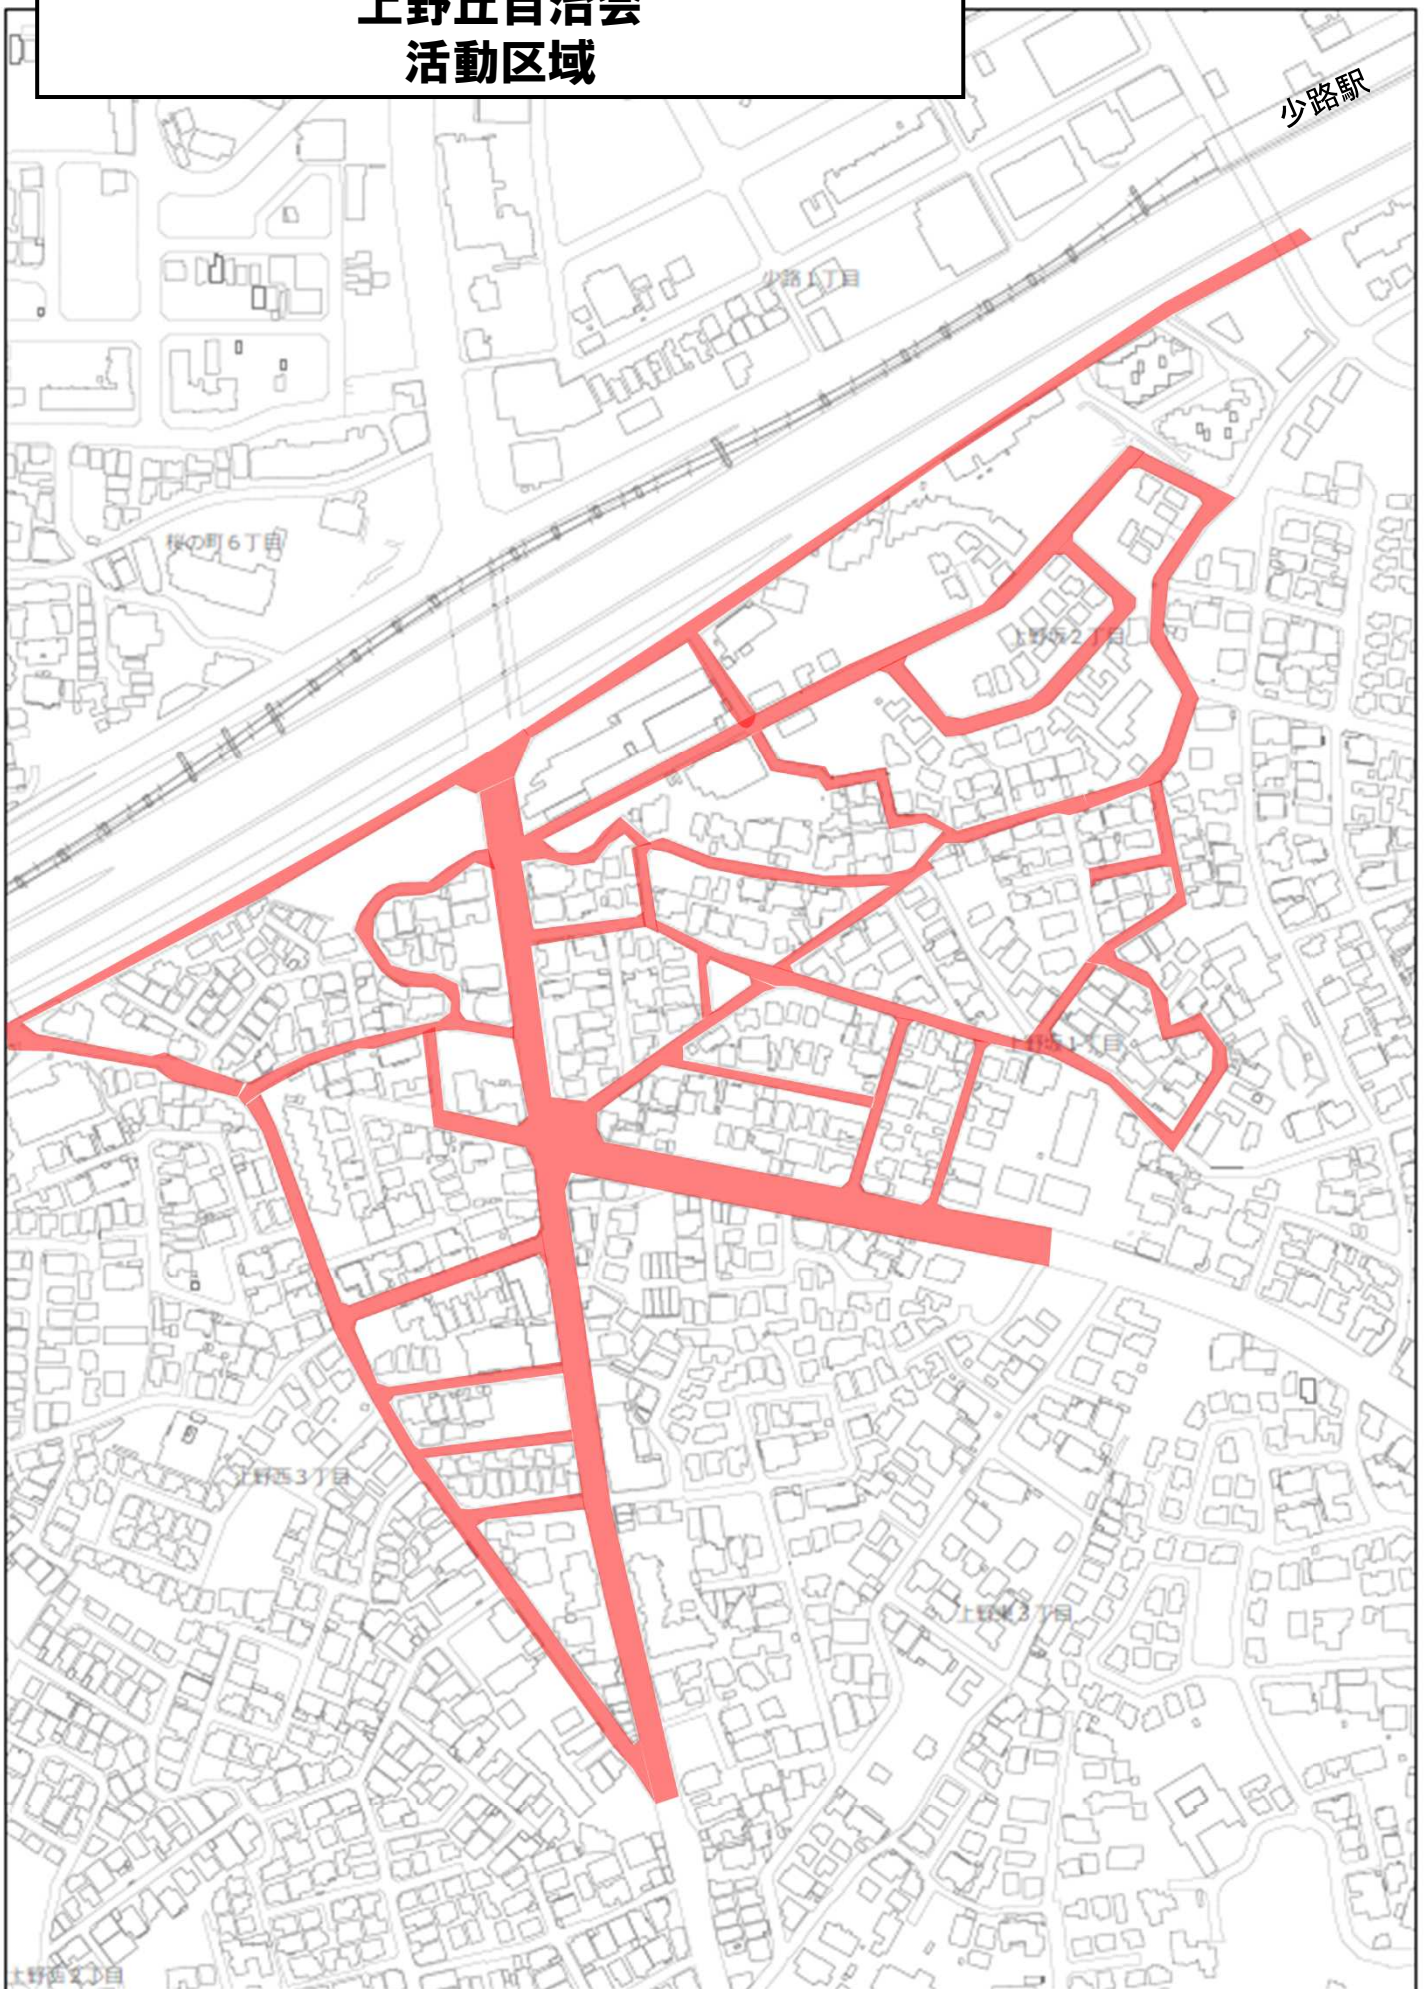 上野丘自治会
活動区域
少路駅
少路1丁目
桜の町6丁目
上野坂2丁目
上野坂1丁目
上野西3丁目
上野東3丁目
上野西2丁目